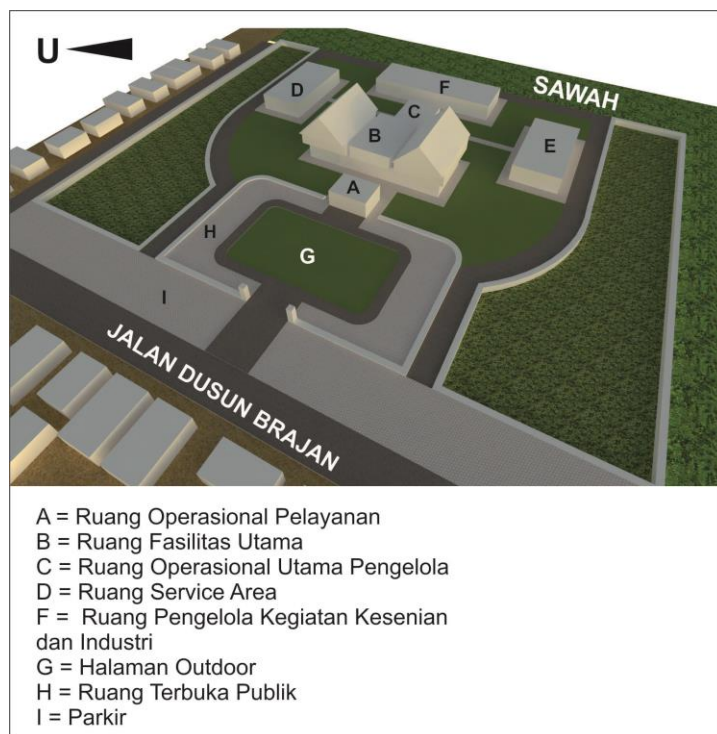 U
SAWAH
D
F
C
B
E
A
H
G
I
JALAN DUSUN BRAJAN
A = Ruang Operasional Pelayanan
B = Ruang Fasilitas Utama
C = Ruang Operasional Utama Pengelola
D = Ruang Service Area
F = Ruang Pengelola Kegiatan Kesenian
dan Industri
G = Halaman Outdoor
H = Ruang Terbuka Publik
I = Parkir